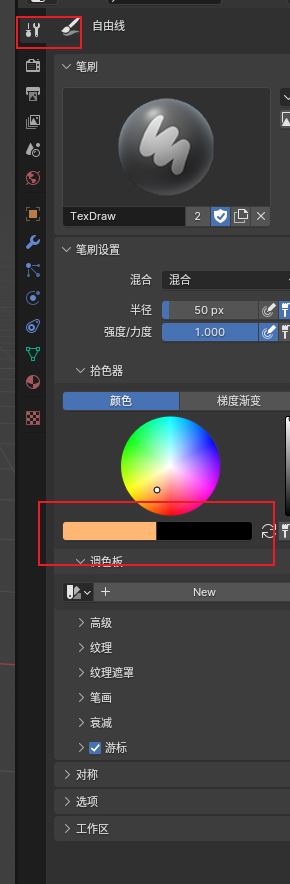 自由线
笔刷
TexDraw 2
笔刷设置
混合 混合
半径 50 px
强度/力度 1.000
拾色器
颜色 梯度渐变
调色板
New
高级
纹理
纹理遮罩
笔画
衰减
游标
对称
选项
工作区